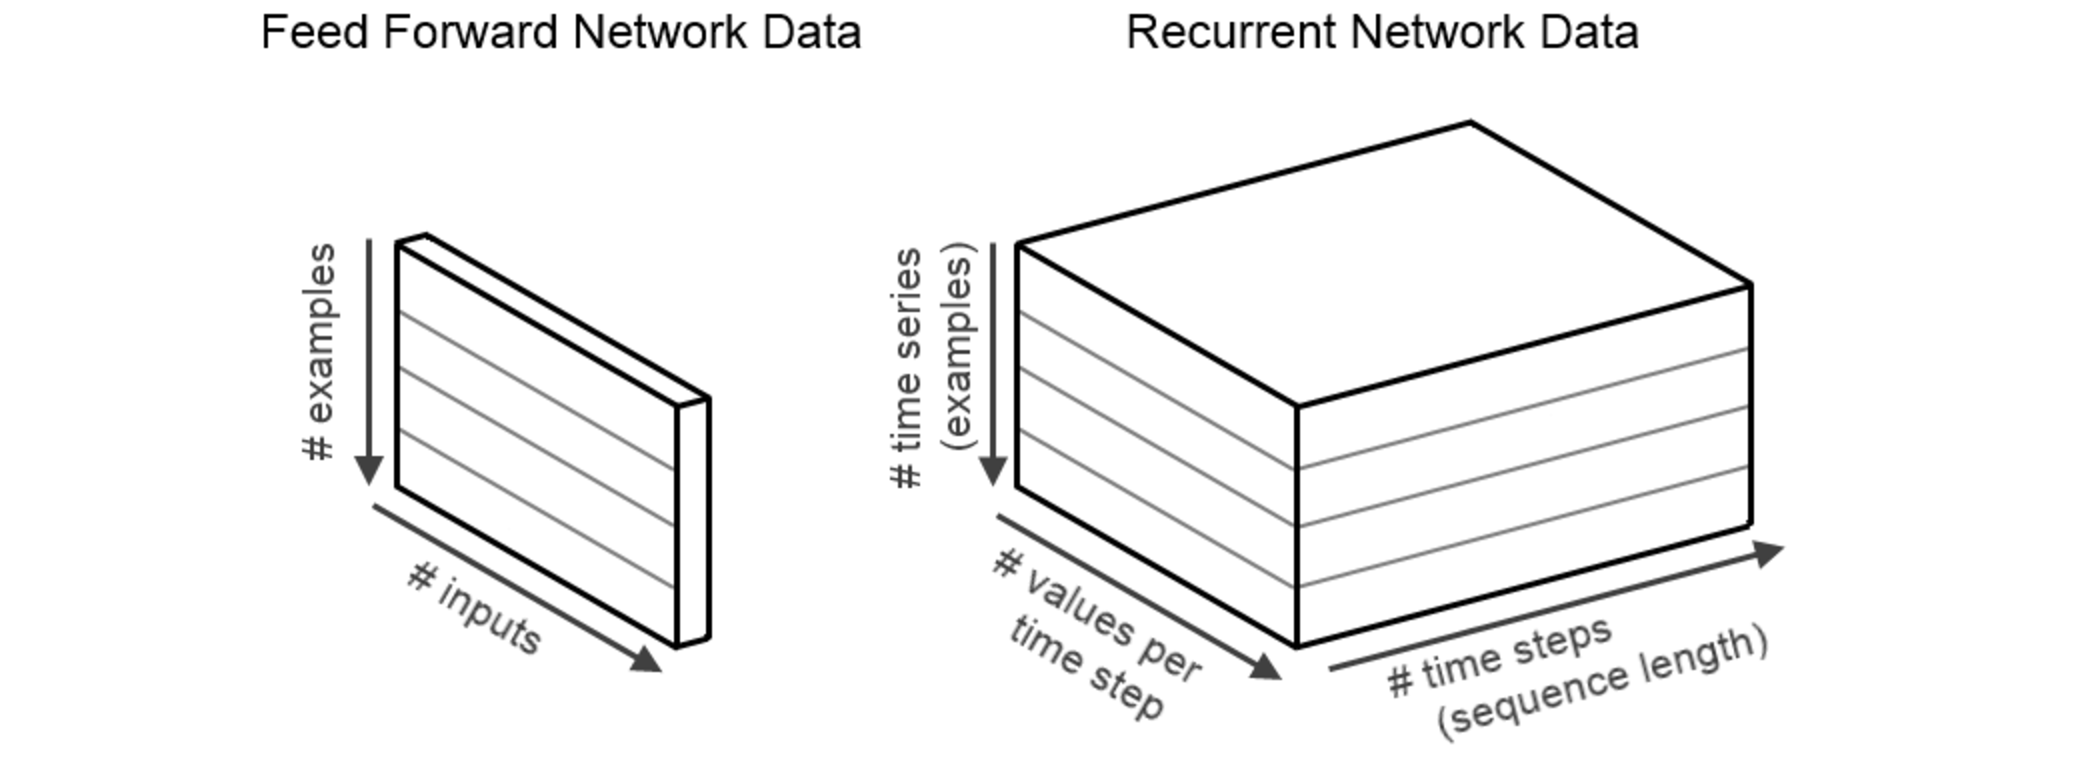 Feed Forward Network Data
# examples
# inputs
Recurrent Network Data
# time series
(examples)
# values per
time step
# time steps
(sequence length)